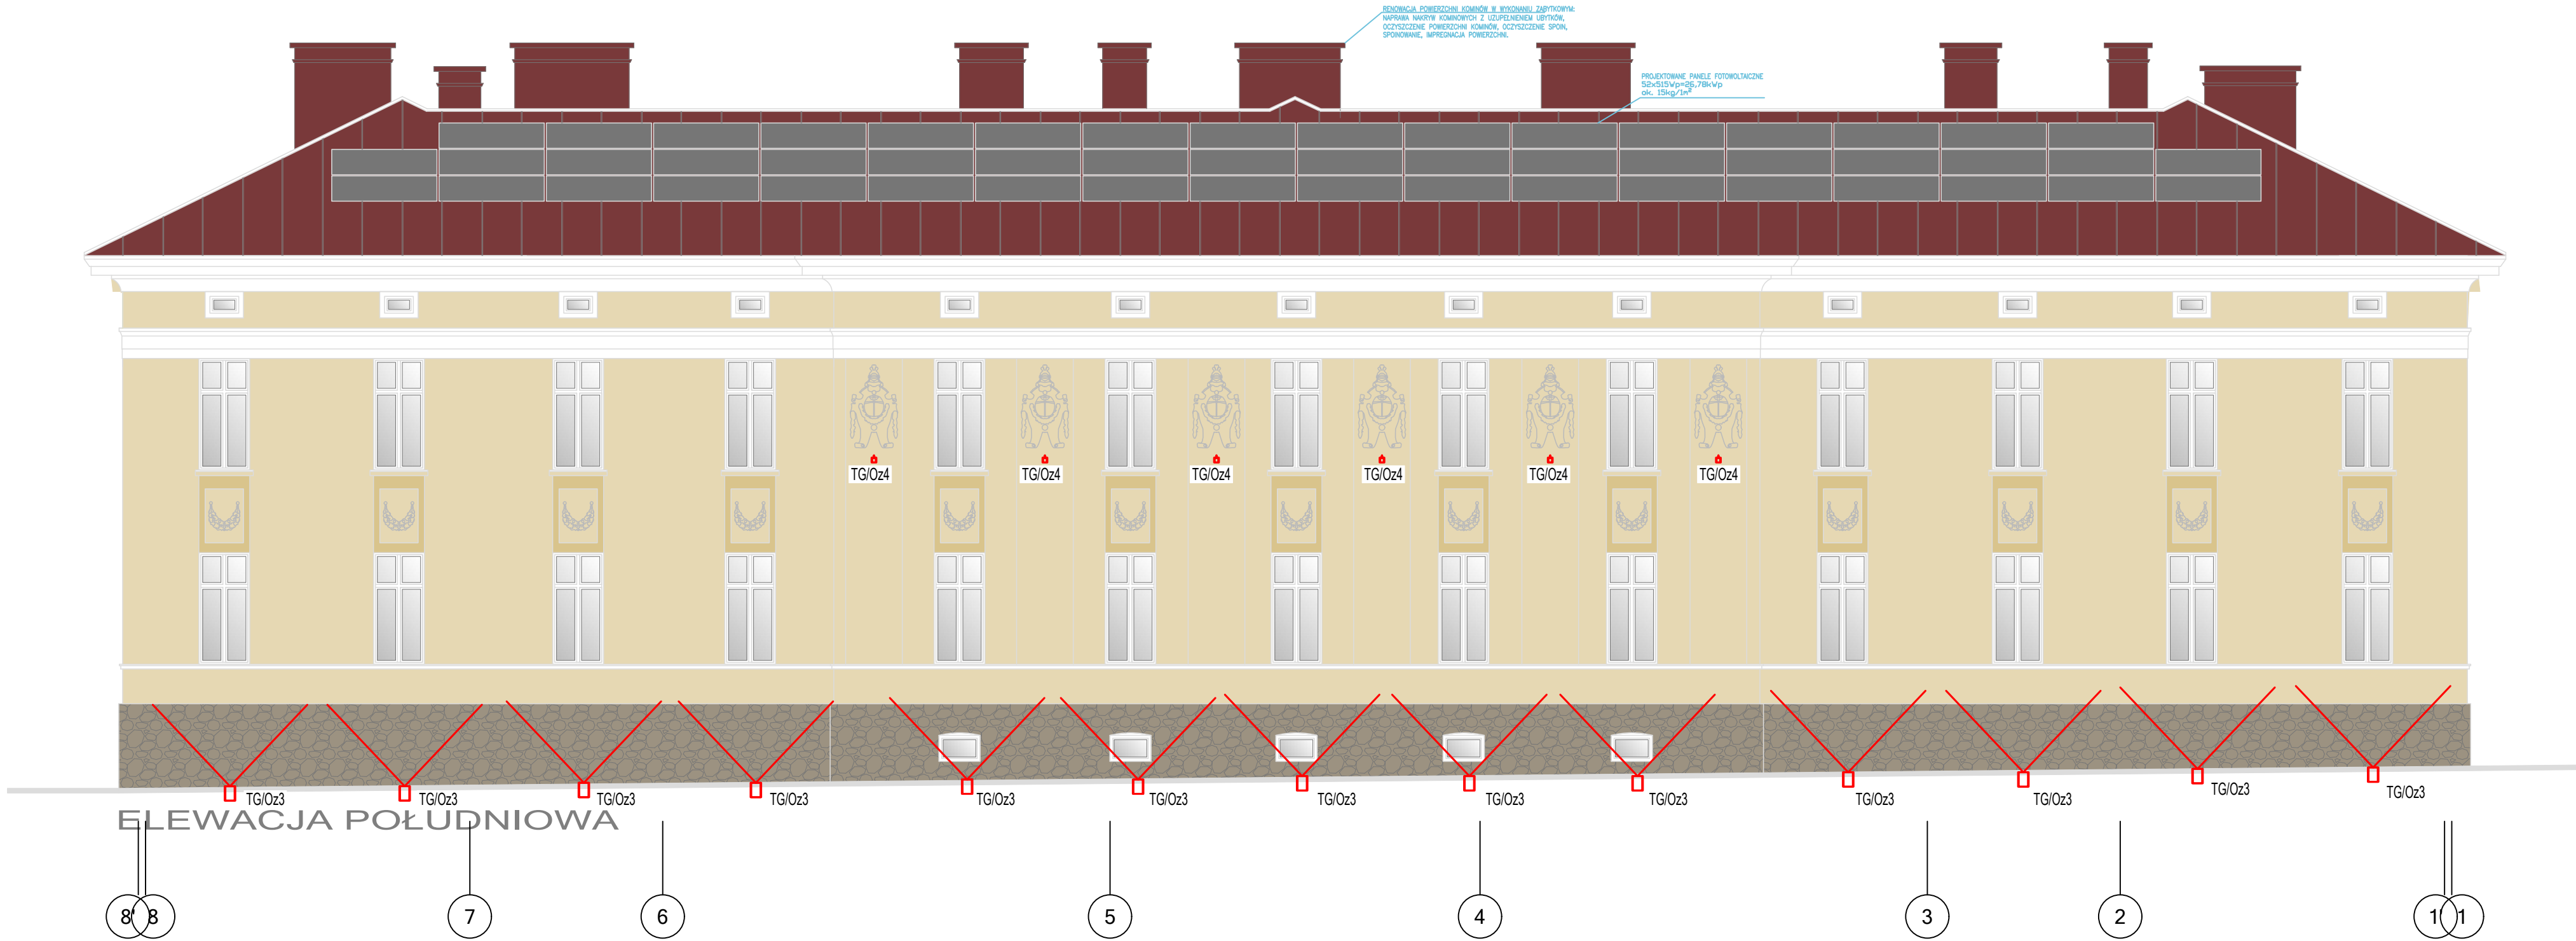 RENOWACJA POWIERZCHNI KOMINÓW W WYKONANIU ZABYTKOWYM:
NAPRAWA NAKRYW KOMINOWYCH Z UZUPEŁNIENIEM UBYTKÓW,
OCZYSZCZENIE POWIERZCHNI KOMINÓW, OCZYSZCZENIE SPOIN,
SPOINOWANIE, IMPREGNACJA POWIERZCHNI.
PROJEKTOWANE PANELE FOTOWOLTAICZNE
52x515Wp=26,78kWp
ok. 15kg/1m²
TG/Oz4 TG/Oz4 TG/Oz4 TG/Oz4 TG/Oz4 TG/Oz4
TG/Oz3 TG/Oz3 TG/Oz3 TG/Oz3 TG/Oz3 TG/Oz3 TG/Oz3 TG/Oz3 TG/Oz3 TG/Oz3 TG/Oz3 TG/Oz3 TG/Oz3
ELEWACJA POŁUDNIOWA
8' 8 7 6 5 4 3 2 1' 1